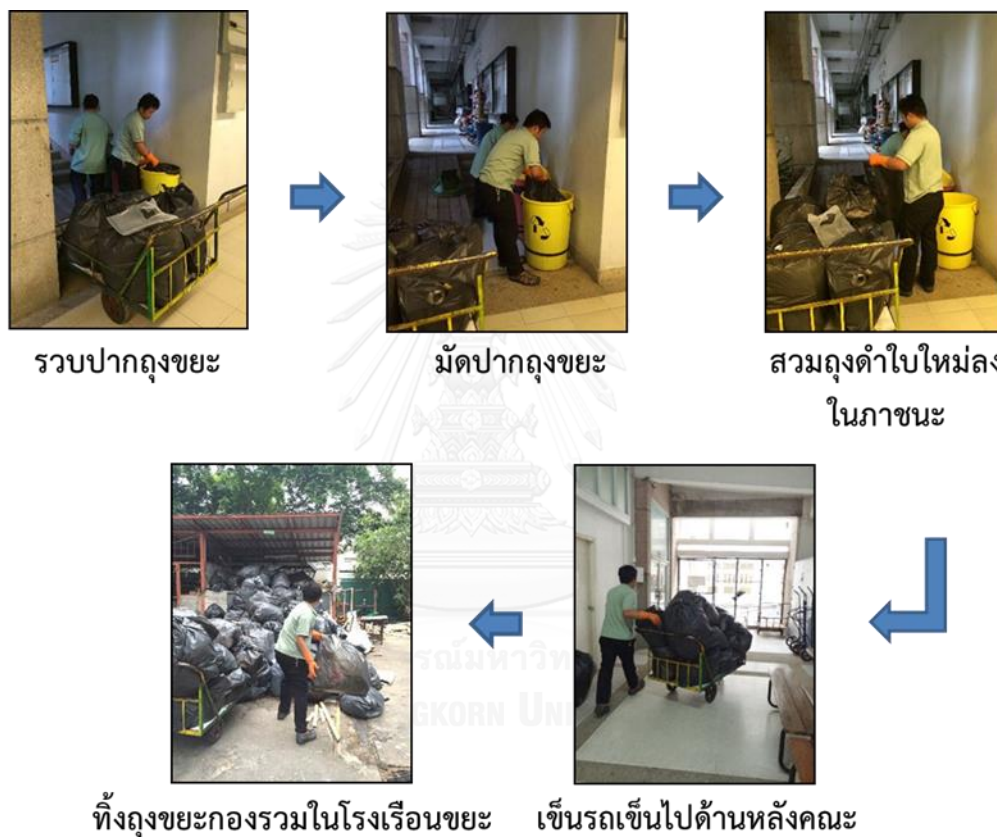 รวบปากถุงขยะ
มัดปากถุงขยะ
สวมถุงดำใบใหม่ลง
ในภาชนะ
ทิ้งถุงขยะกองรวมในโรงเรือนขยะ
เข็นรถเข็นไปด้านหลังคณะ